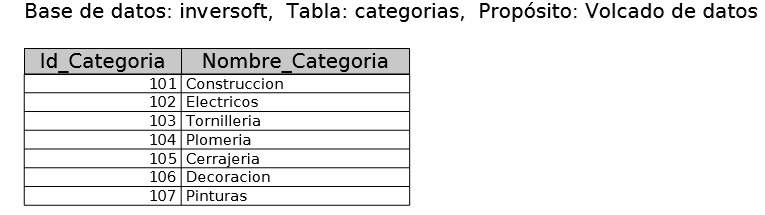 Base de datos: inversoft, Tabla: categorias, Propósito: Volcado de datos
Id_Categoria Nombre_Categoria
101 Construccion
102 Electricos
103 Tornilleria
104 Plomeria
105 Cerrajeria
106 Decoracion
107 Pinturas